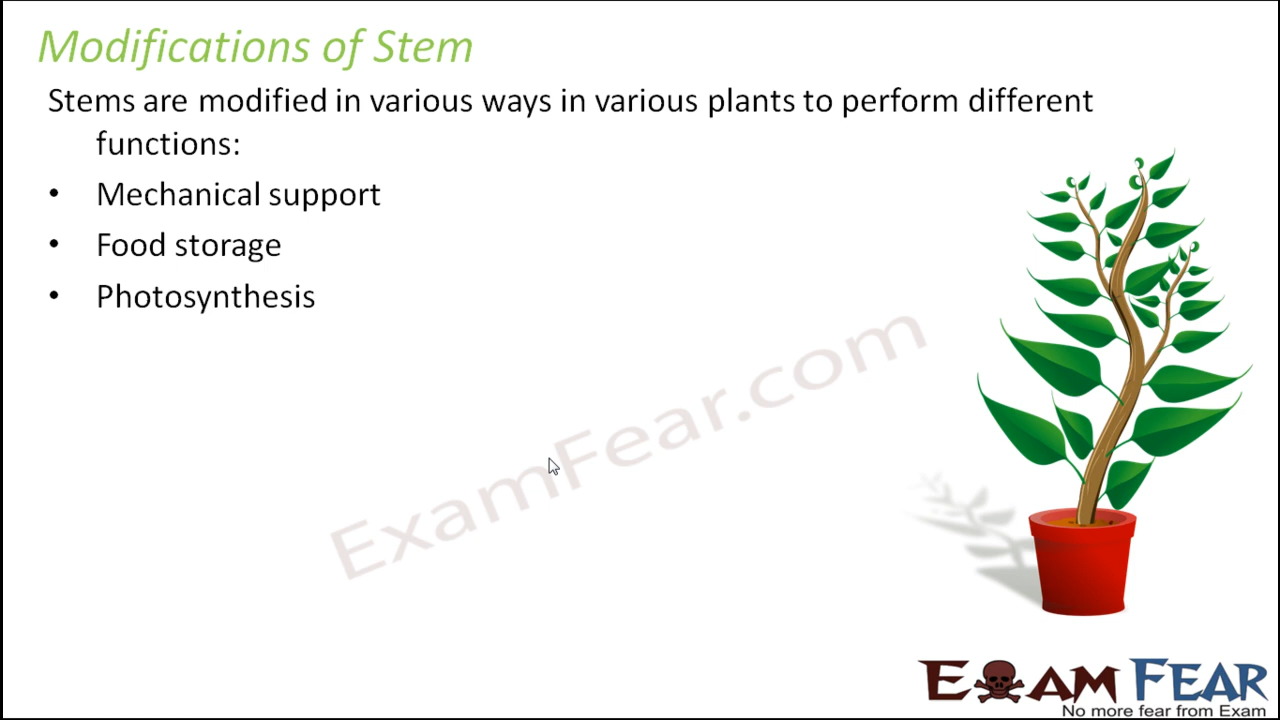 Modifications of Stem
Stems are modified in various ways in various plants to perform different
functions:
• Mechanical support
• Food storage
• Photosynthesis
ExamFear.com
EXAM FEAR
No more fear from Exam